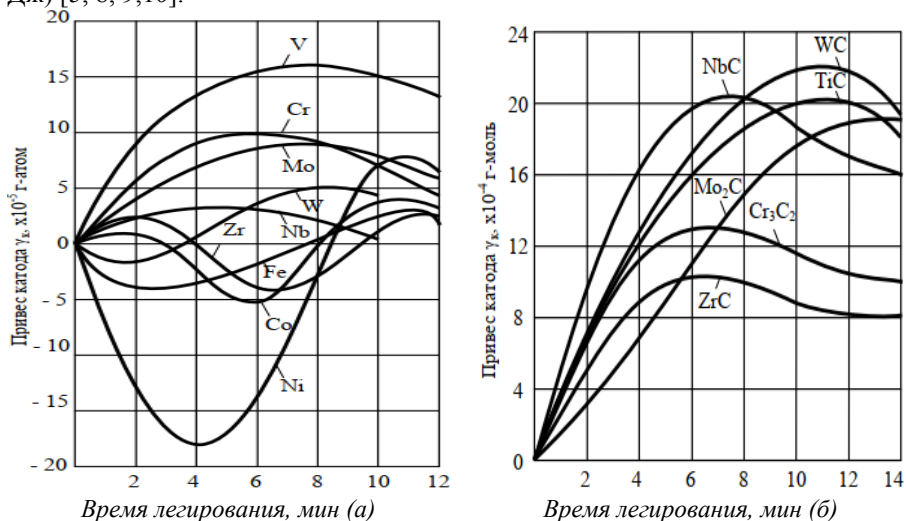 Дж) [5, 8, 9,10].
Привес катода γк, x10⁻⁵ г-атом
20
15
10
5
0
- 5
- 10
- 15
- 20
V
Cr
Mo
W
Zr
Nb
Fe
Co
Ni
2 4 6 8 10 12
Время легирования, мин (а)
Привес катода γк, x10⁻⁴ г-моль
24
20
16
12
8
4
0
WC
NbC
TiC
Mo₂C
Cr₃C₂
ZrC
2 4 6 8 10 12 14
Время легирования, мин (б)